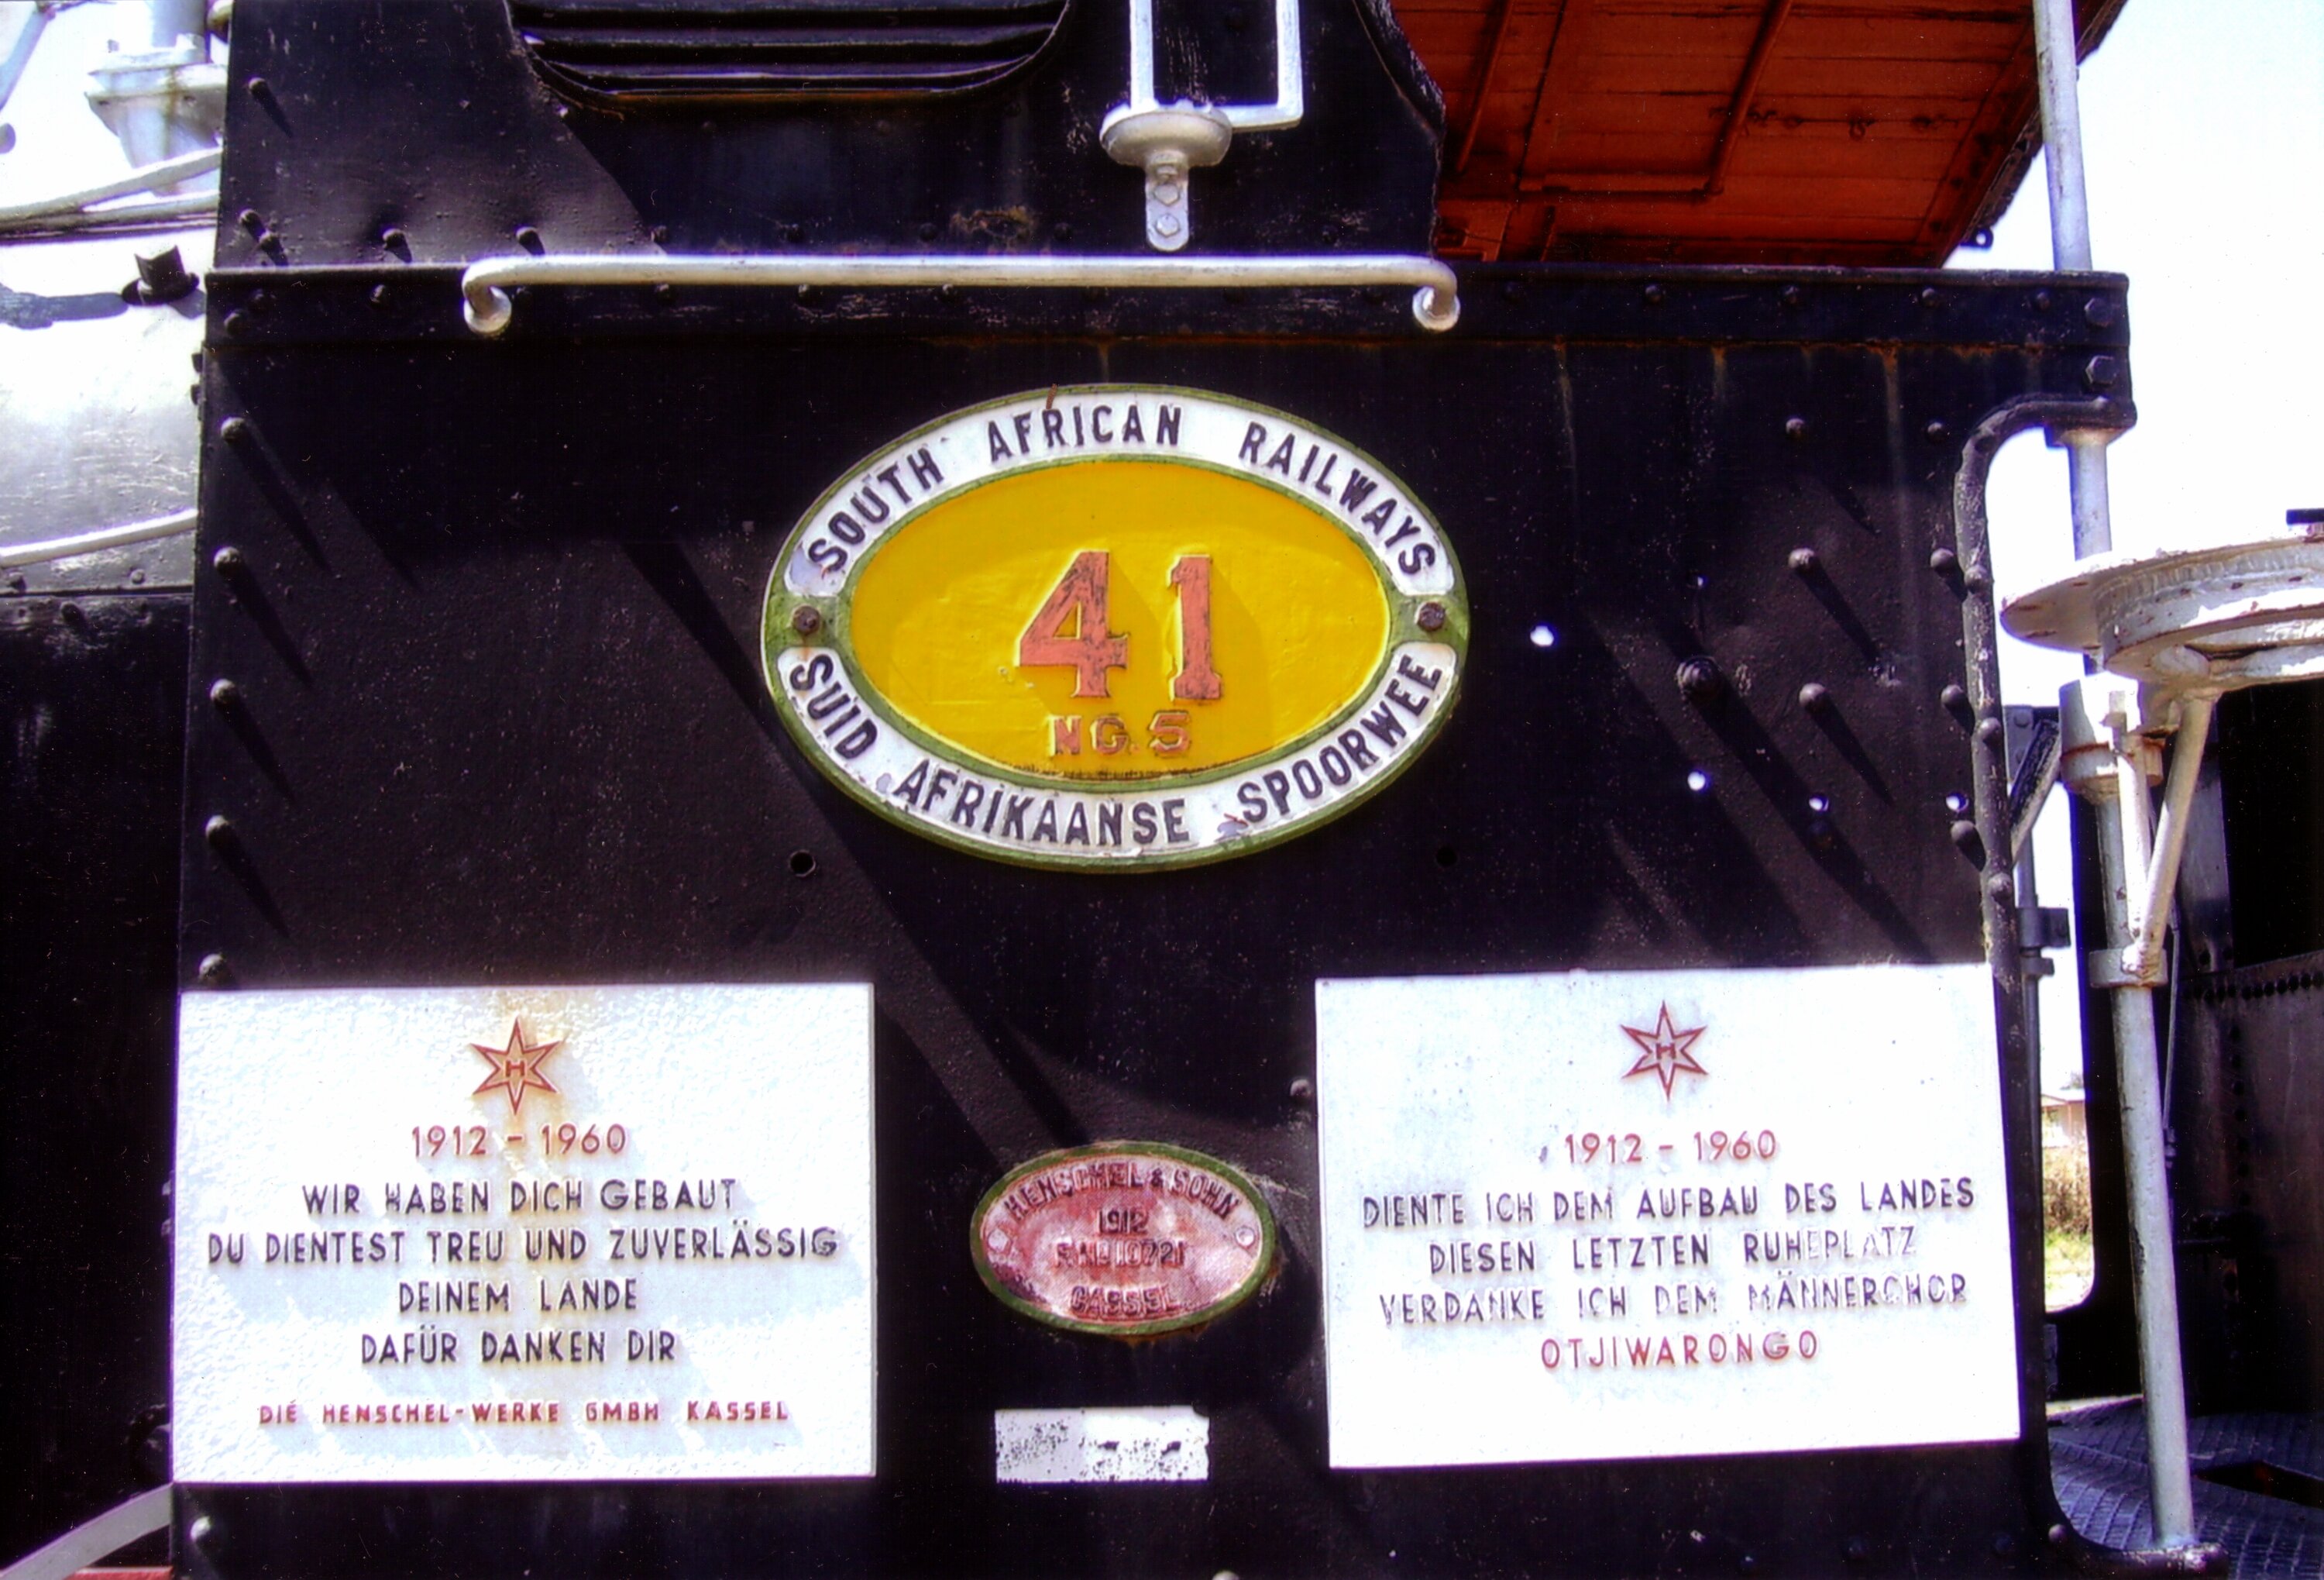 SOUTH AFRICAN RAILWAYS
41
NG.5
SUID AFRIKAANSE SPOORWEE
H
1912 - 1960
WIR HABEN DICH GEBAUT
DU DIENTEST TREU UND ZUVERLÄSSIG
DEINEM LANDE
DAFÜR DANKEN DIR
DIE HENSCHEL-WERKE GMBH KASSEL
HENSCHEL & SOHN
1912
10721
CASSEL
H
1912 - 1960
DIENTE ICH DEM AUFBAU DES LANDES
DIESEN LETZTEN RUHEPLATZ
VERDANKE ICH DEM MÄNNERCHOR
OTJIWARONGO